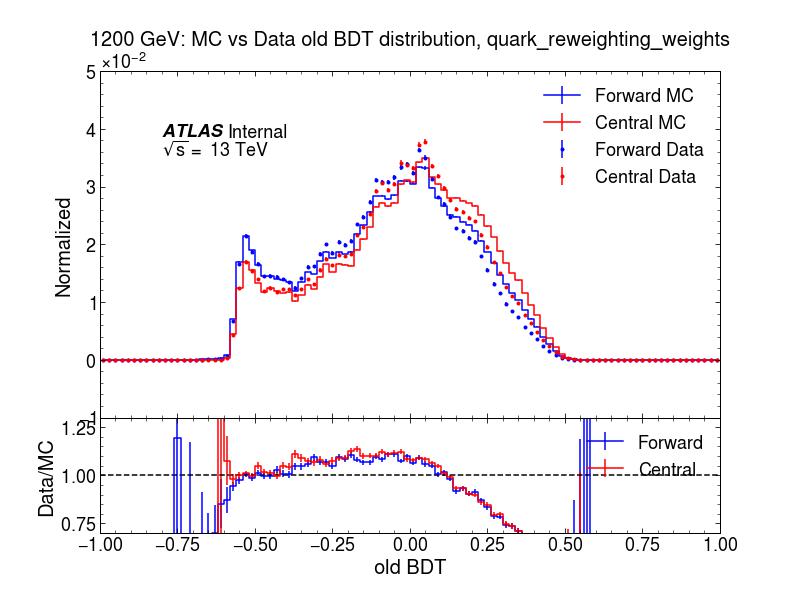 1200 GeV: MC vs Data old BDT distribution, quark_reweighting_weights
×10⁻²
5
4
3
2
1
0
−1
Normalized
ATLAS Internal
√s = 13 TeV
Forward MC
Central MC
Forward Data
Central Data
1.25
1.00
0.75
Data/MC
Forward
Central
−1.00 −0.75 −0.50 −0.25 0.00 0.25 0.50 0.75 1.00
old BDT